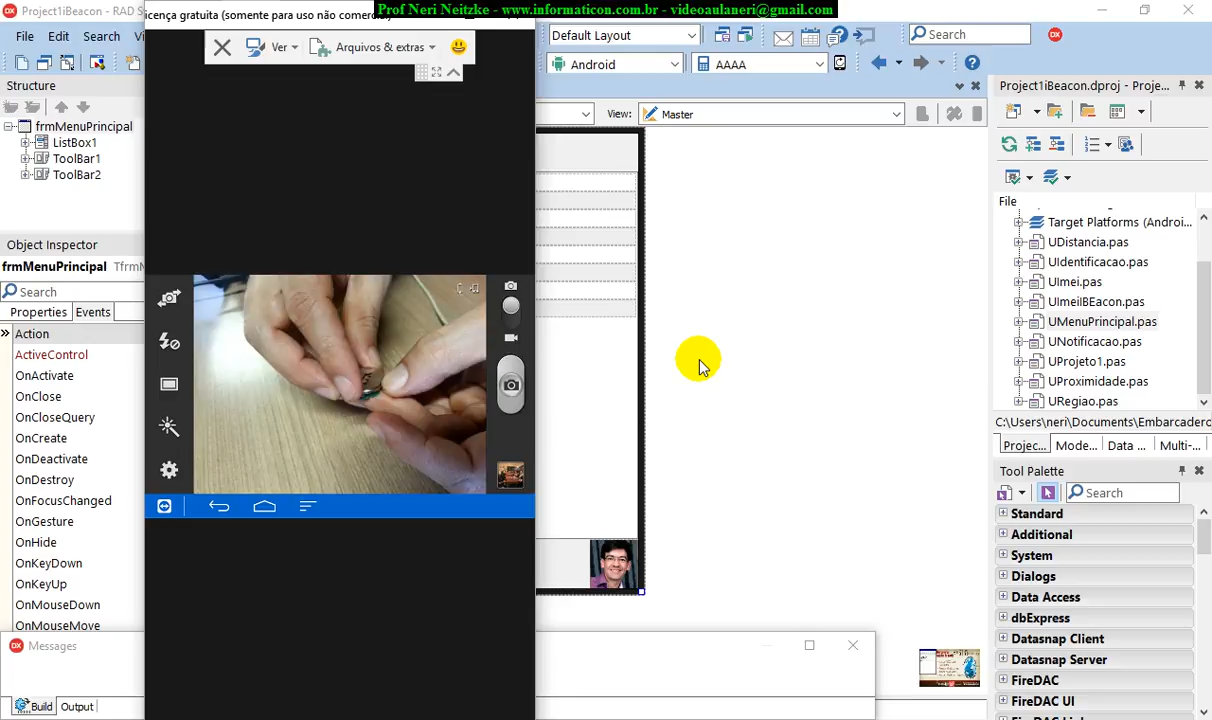 Prof Neri Neitzke - www.informaticon.com.br - videoaulaneri@gmail.com
Project1iBeacon - RAD S
icença gratuita (somente para uso não comercial)
File Edit Search Vi
Default Layout
Search
Ver
Arquivos & extras
Android
AAAA
Structure
Project1iBeacon.dproj - Proje...
frmMenuPrincipal
ListBox1
ToolBar1
ToolBar2
View:
Master
File
Target Platforms (Androi...
UDistancia.pas
UIdentificacao.pas
UImei.pas
UImeilBEacon.pas
UMenuPrincipal.pas
UNotificacao.pas
UProjeto1.pas
UProximidade.pas
URegiao.pas
C:\Users\neri\Documents\Embarcadero
Projec...
Mode...
Data ...
Multi-...
Object Inspector
frmMenuPrincipal TfrmM
Search
Properties Events
Action
ActiveControl
OnActivate
OnClose
OnCloseQuery
OnCreate
OnDeactivate
OnDestroy
OnFocusChanged
OnGesture
OnHide
OnKeyDown
OnKeyUp
OnMouseDown
OnMouseMove
Tool Palette
Search
Standard
Additional
System
Dialogs
Data Access
dbExpress
Datasnap Client
Datasnap Server
FireDAC
FireDAC UI
FireDAC Links
Messages
Build Output